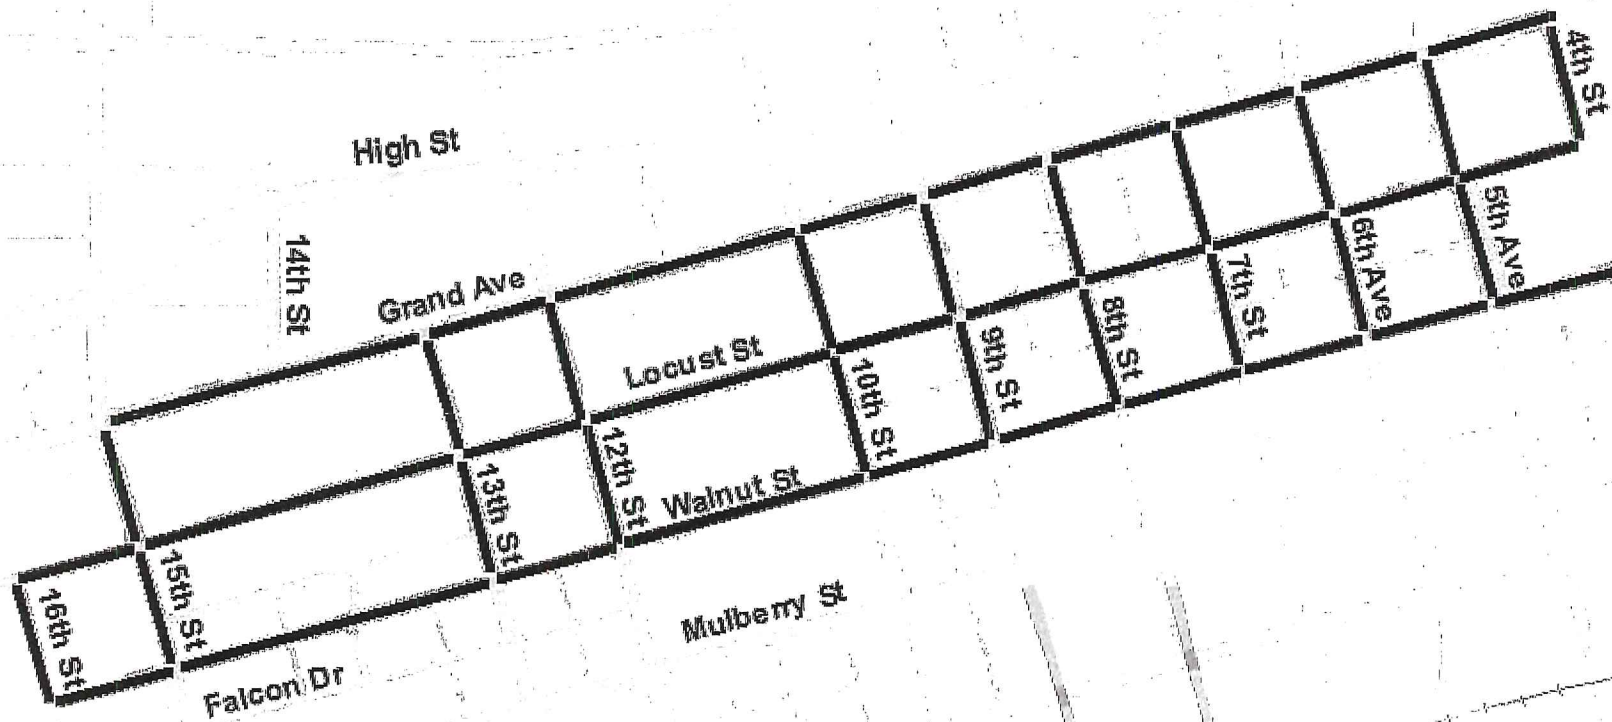 4th St
High St
5th Ave
6th Ave
14th St
Grand Ave
7th St
8th St
9th St
Locust St
10th St
12th St
Walnut St
13th St
15th St
16th St
Mulberry St
Falcon Dr